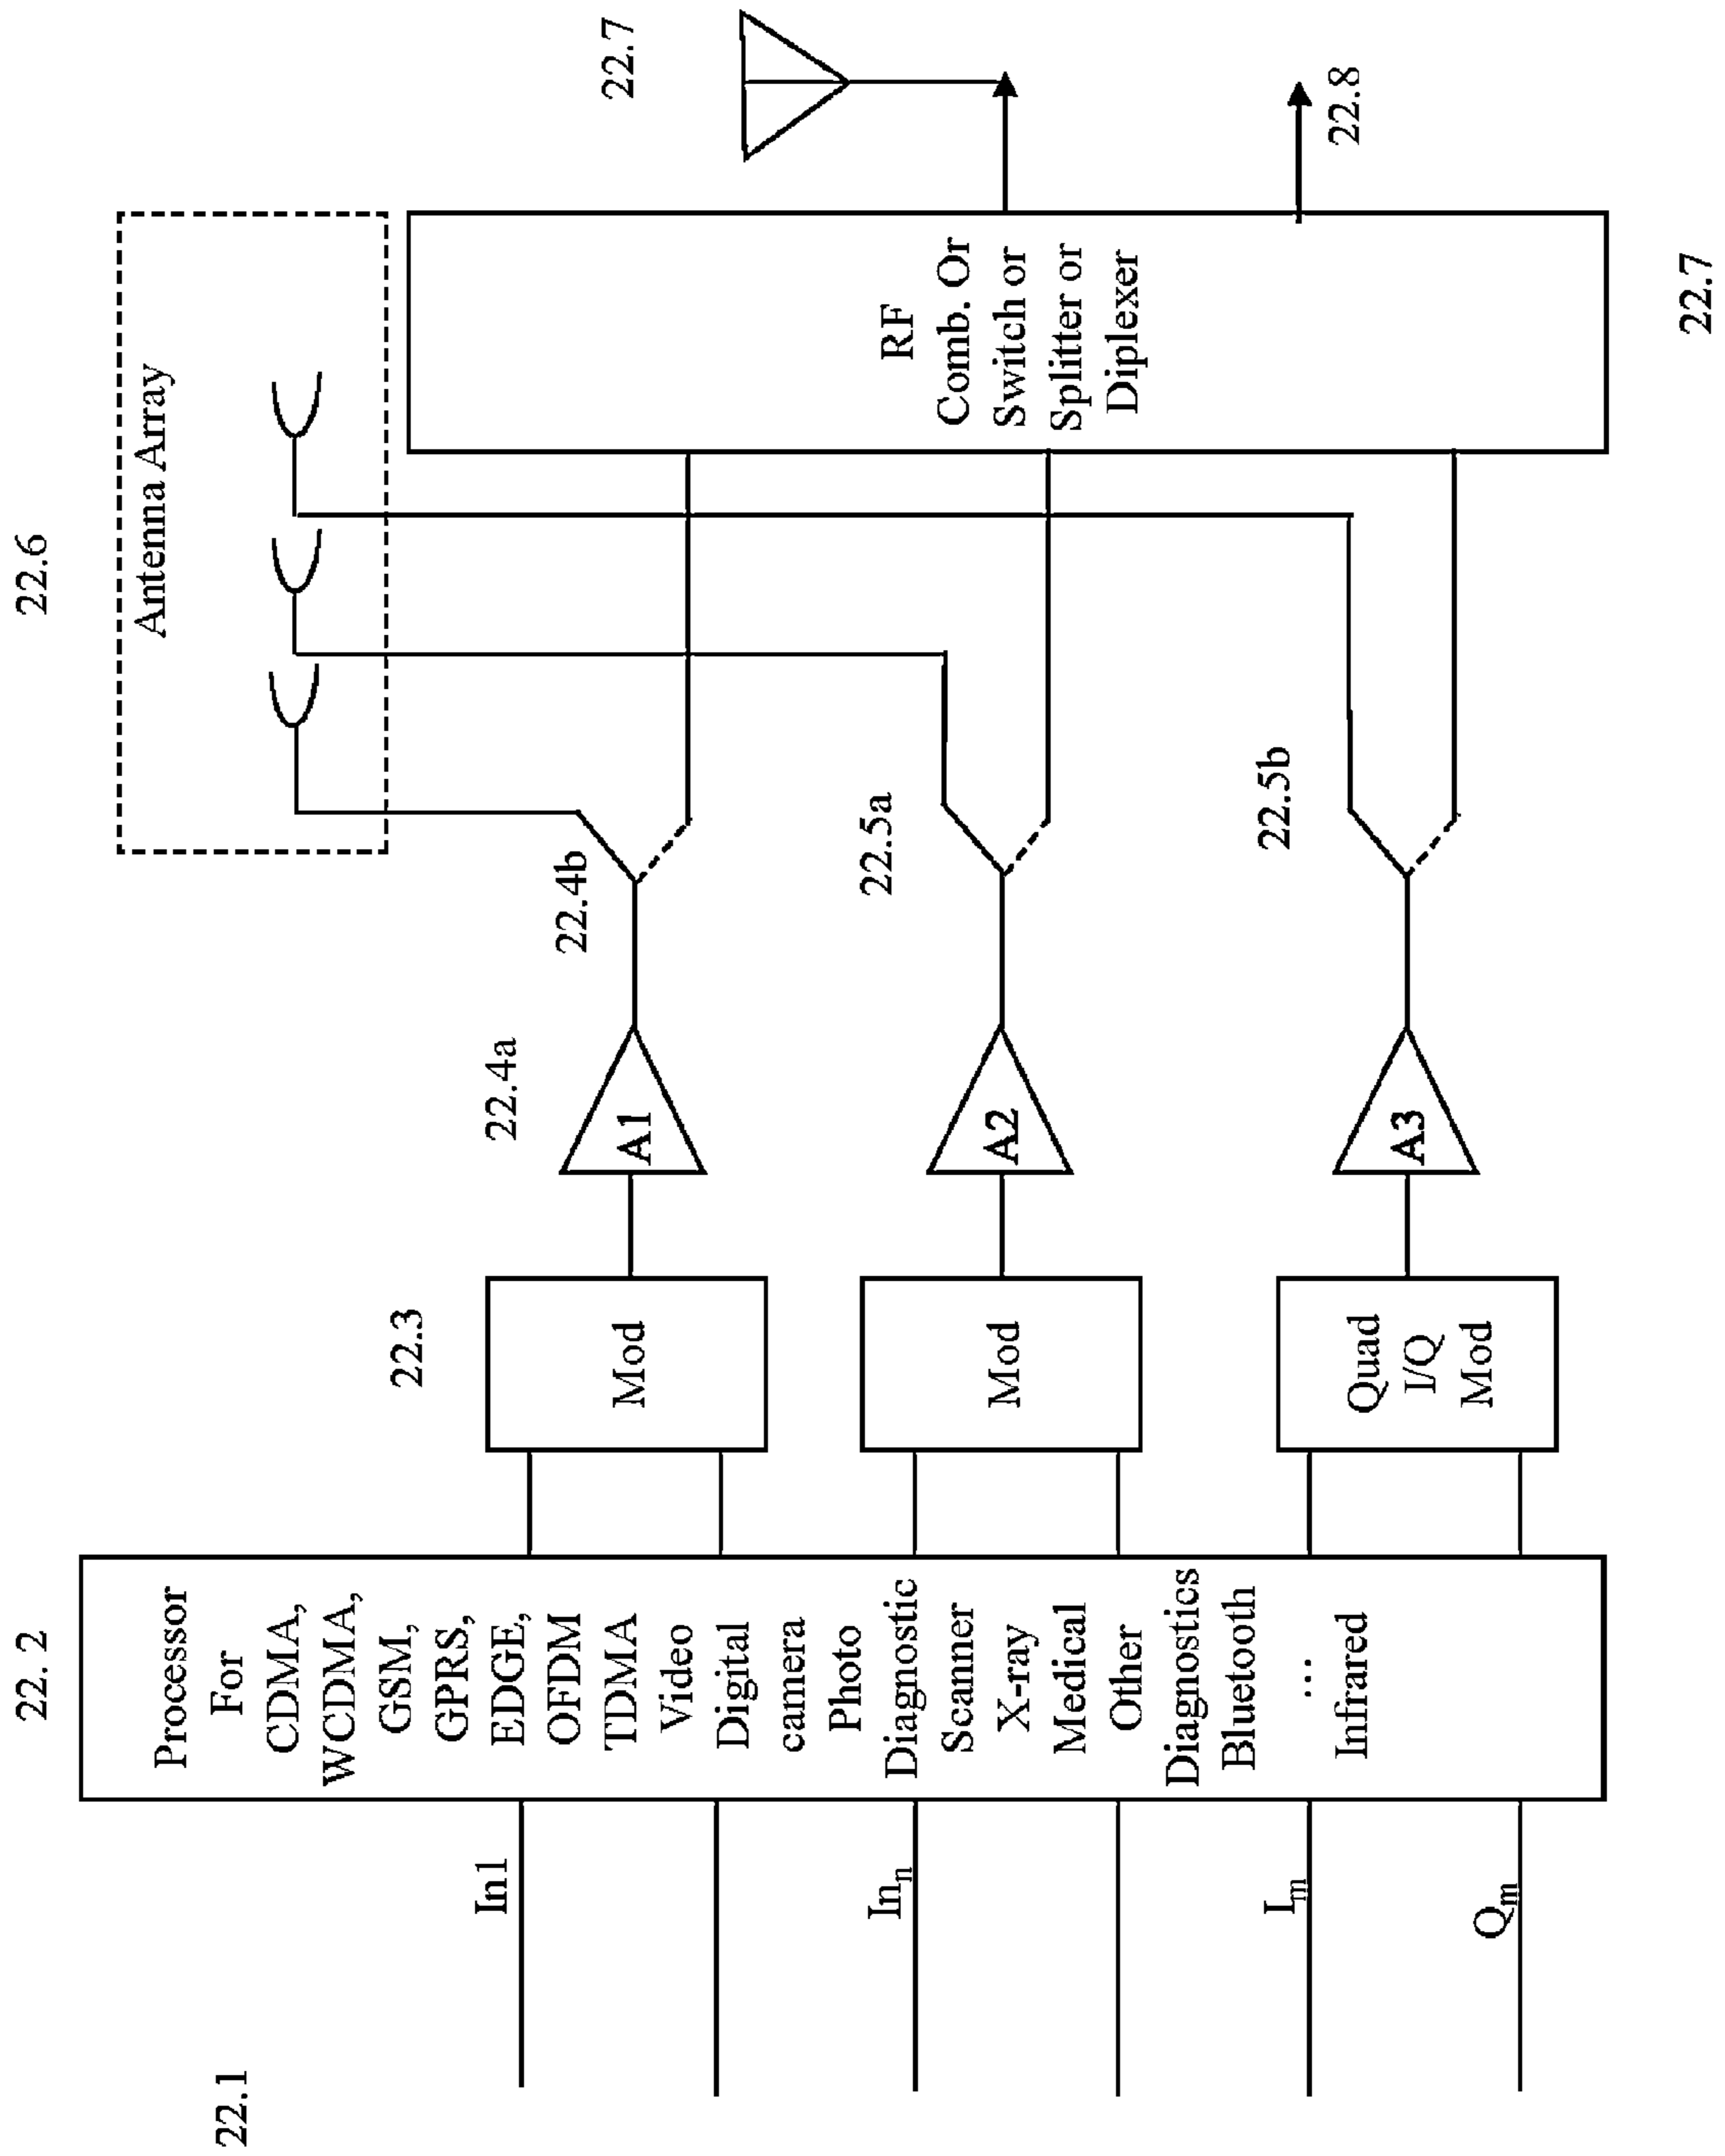 22.1
In1
In_n
I_m
Q_m
22. 2
Processor
For
CDMA,
WCDMA,
GSM,
GPRS,
EDGE,
OFDM
TDMA
Video
Digital
camera
Photo
Diagnostic
Scanner
X-ray
Medical
Other
Diagnostics
Bluetooth
...
Infrared
22.3
Mod
Mod
Quad
I/Q
Mod
22.4a
A1
A2
A3
22.4b
22.5a
22.5b
22.6
Antenna Array
RF
Comb. Or
Switch or
Splitter or
Diplexer
22.7
22.7
22.8